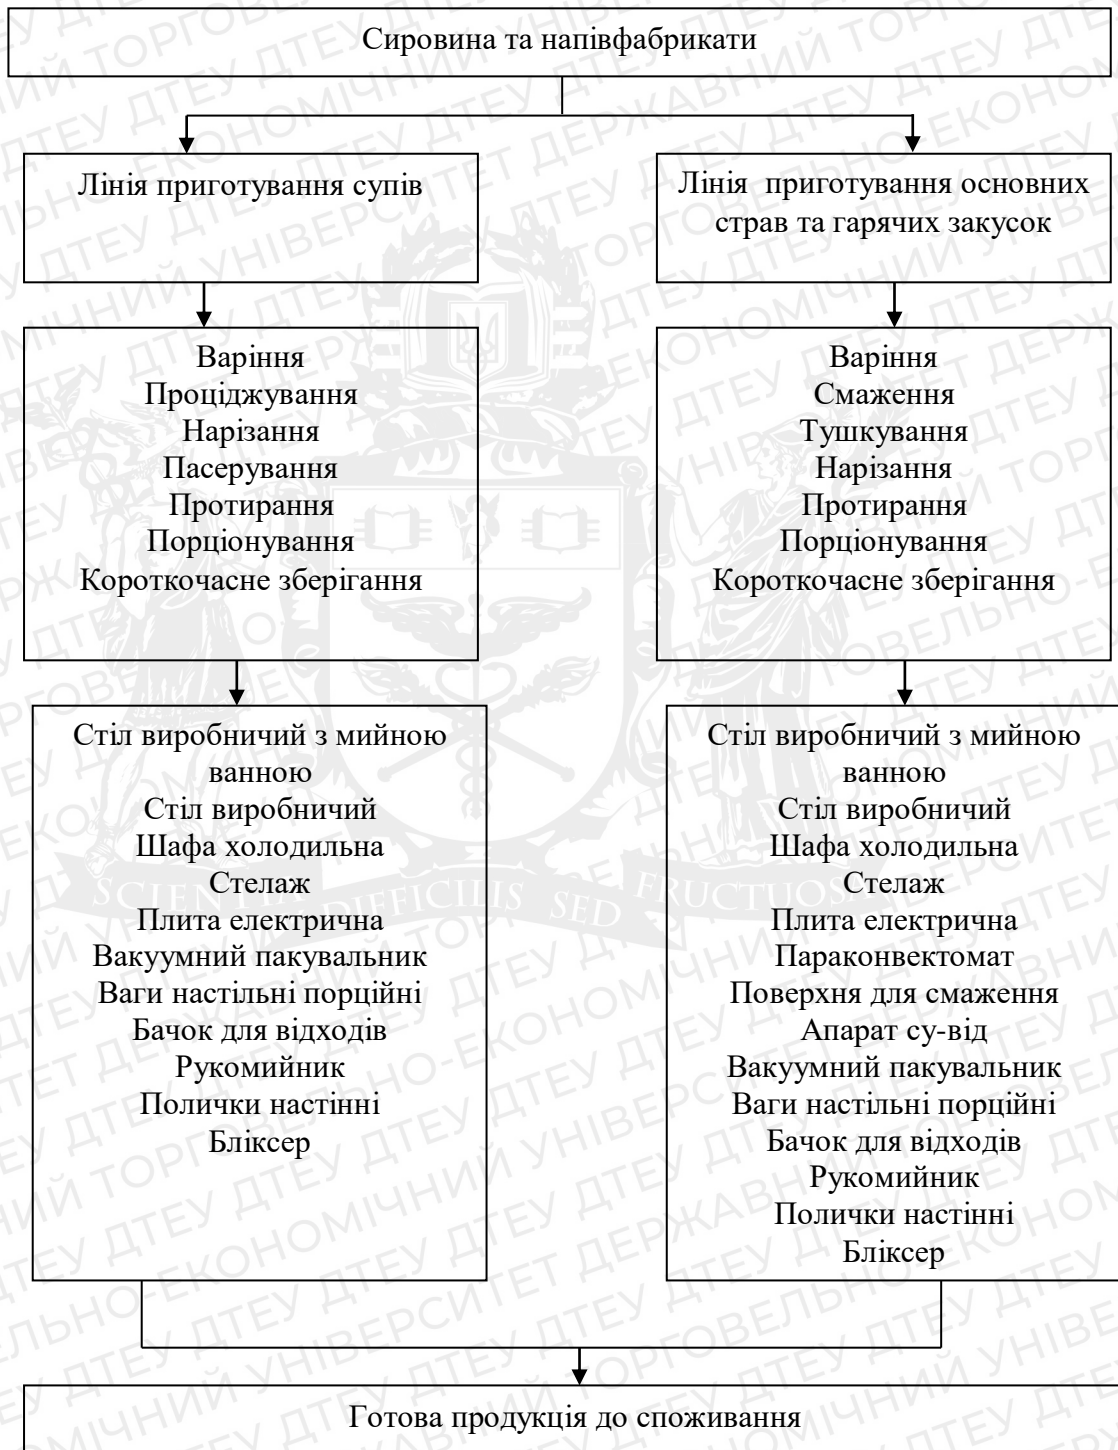 Сировина та напівфабрикати
Лінія приготування супів
Лінія приготування основних
страв та гарячих закусок
Варіння
Проціджування
Нарізання
Пасерування
Протирання
Порціонування
Короткочасне зберігання
Варіння
Смаження
Тушкування
Нарізання
Протирання
Порціонування
Короткочасне зберігання
Стіл виробничий з мийною
ванною
Стіл виробничий
Шафа холодильна
Стелаж
Плита електрична
Вакуумний пакувальник
Ваги настільні порційні
Бачок для відходів
Рукомийник
Полички настінні
Бліксер
Стіл виробничий з мийною
ванною
Стіл виробничий
Шафа холодильна
Стелаж
Плита електрична
Параконвектомат
Поверхня для смаження
Апарат су-від
Вакуумний пакувальник
Ваги настільні порційні
Бачок для відходів
Рукомийник
Полички настінні
Бліксер
Готова продукція до споживання